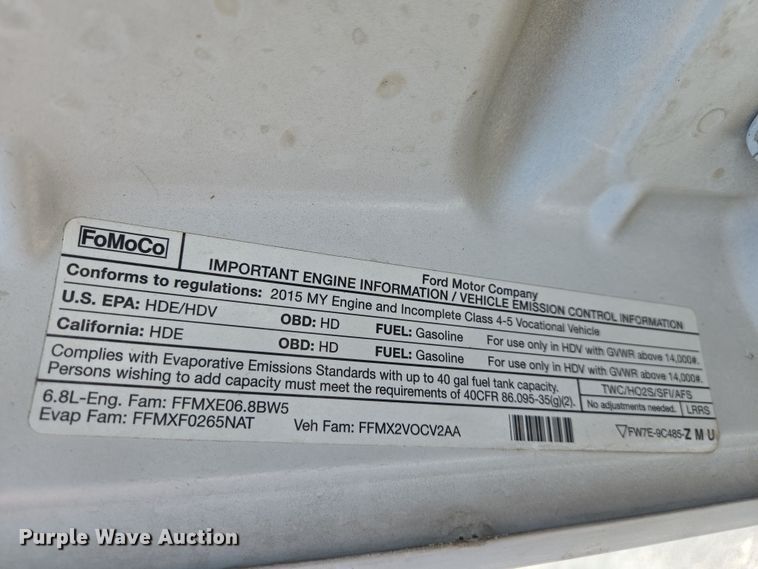 FoMoCo
Ford Motor Company
IMPORTANT ENGINE INFORMATION / VEHICLE EMISSION CONTROL INFORMATION
Conforms to regulations: 2015 MY Engine and Incomplete Class 4-5 Vocational Vehicle
U.S. EPA: HDE/HDV OBD: HD FUEL: Gasoline For use only in HDV with GVWR above 14,000#.
California: HDE OBD: HD FUEL: Gasoline For use only in HDV with GVWR above 14,000#.
Complies with Evaporative Emissions Standards with up to 40 gal fuel tank capacity.
Persons wishing to add capacity must meet the requirements of 40CFR 86.095-35(g)(2).
TWC/HO2S/SFI/AFS
No adjustments needed. LRRS
6.8L-Eng. Fam: FFMXE06.8BW5
Evap Fam: FFMXF0265NAT Veh Fam: FFMX2VOCV2AA
▽FW7E-9C485-Z M U
Purple Wave Auction